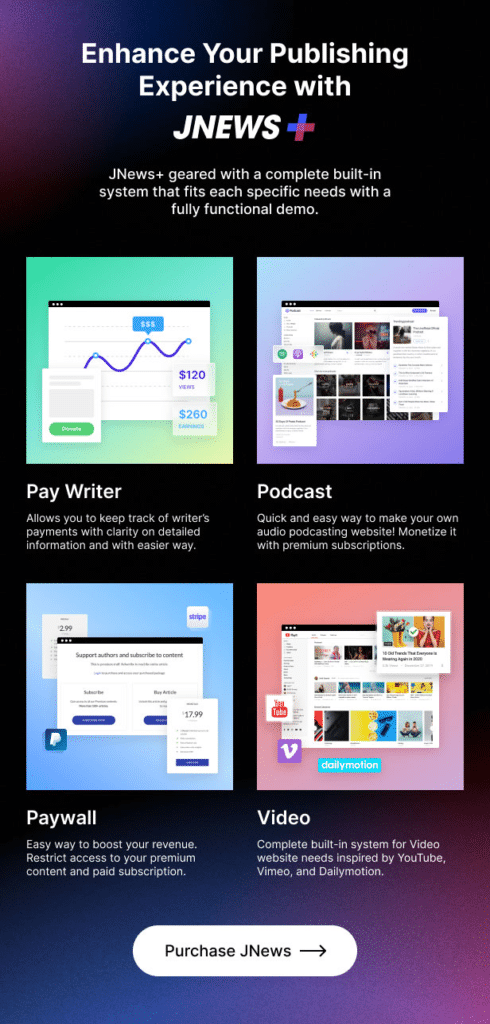 Enhance Your Publishing
Experience with
JNEWS+
JNews+ geared with a complete built-in
system that fits each specific needs with a
fully functional demo.
$$$
$120
VIEWS
$260
Donate
Podcast
Pay Writer
Allows you to keep track of writer's
payments with clarity on detailed
information and with easier way.
Podcast
Quick and easy way to make your own
audio podcasting website! Monetize it
with premium subscriptions.
2.99
stripe
Support authors and subscribe to content
Subscribe
Buy Article
$17.99
10 Old Trends That Everyone is
Wearing Again in 2020
You
Tube
dailymotion
Paywall
Easy way to boost your revenue.
Restrict access to your premium
content and paid subscription.
Video
Complete built-in system for Video
website needs inspired by YouTube,
Vimeo, and Dailymotion.
Purchase JNews